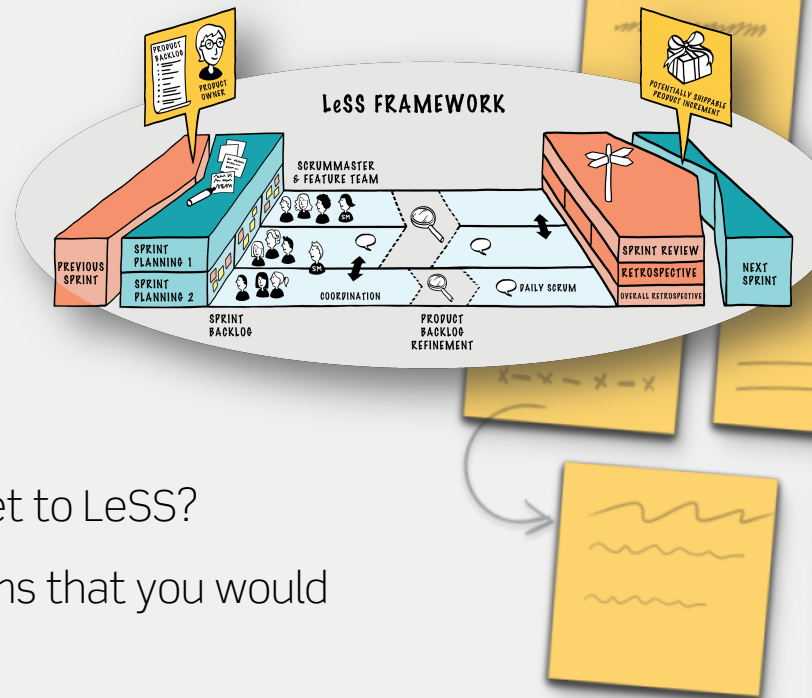 PRODUCT
BACKLOG
PRODUCT
OWNER
POTENTIALLY SHIPPABLE
PRODUCT INCREMENT
LeSS FRAMEWORK
SCRUMMASTER
& FEATURE TEAM
SM
SM
PREVIOUS
SPRINT
SPRINT
PLANNING 1
SPRINT
PLANNING 2
COORDINATION
DAILY SCRUM
SPRINT REVIEW
RETROSPECTIVE
OVERALL RETROSPECTIVE
NEXT
SPRINT
SPRINT
BACKLOG
PRODUCT
BACKLOG
REFINEMENT
to LeSS?
that you would